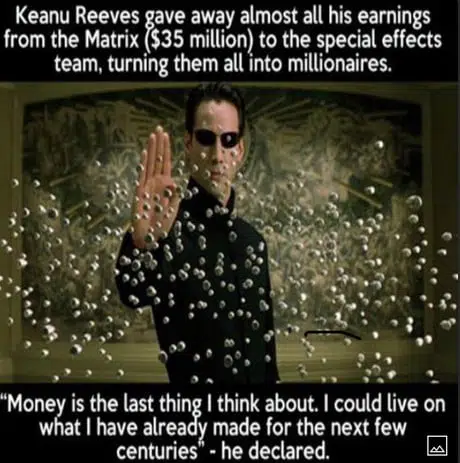 Keanu Reeves gave away almost all his earnings
from the Matrix ($35 million) to the special effects
team, turning them all into millionaires.
“Money is the last thing I think about. I could live on
what I have already made for the next few
centuries” - he declared.